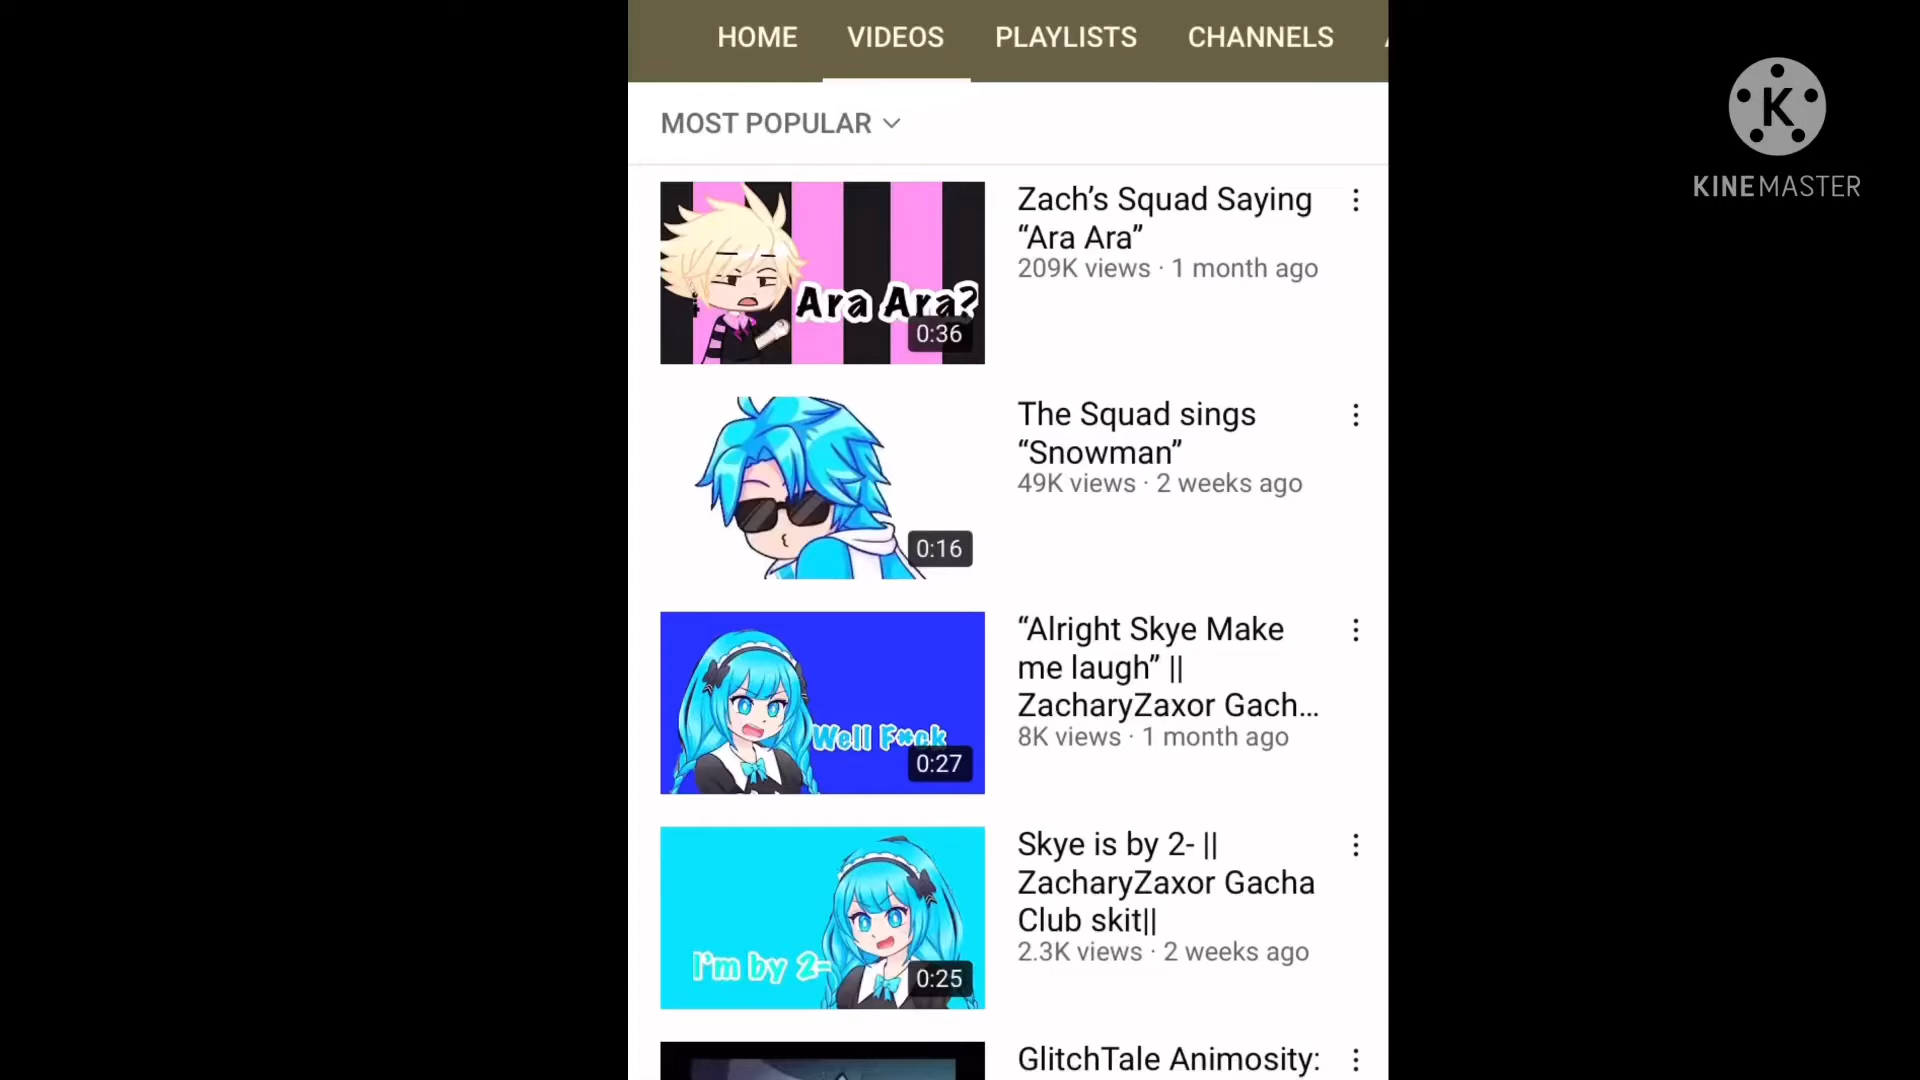 HOME VIDEOS PLAYLISTS CHANNELS
MOST POPULAR
K
KINEMASTER
Ara Ara?
0:36
Zach’s Squad Saying
“Ara Ara”
209K views · 1 month ago
0:16
The Squad sings
“Snowman”
49K views · 2 weeks ago
Well F*ck
0:27
“Alright Skye Make
me laugh” ||
ZacharyZaxor Gach...
8K views · 1 month ago
I'm by 2-
0:25
Skye is by 2- ||
ZacharyZaxor Gacha
Club skit||
2.3K views · 2 weeks ago
GlitchTale Animosity: